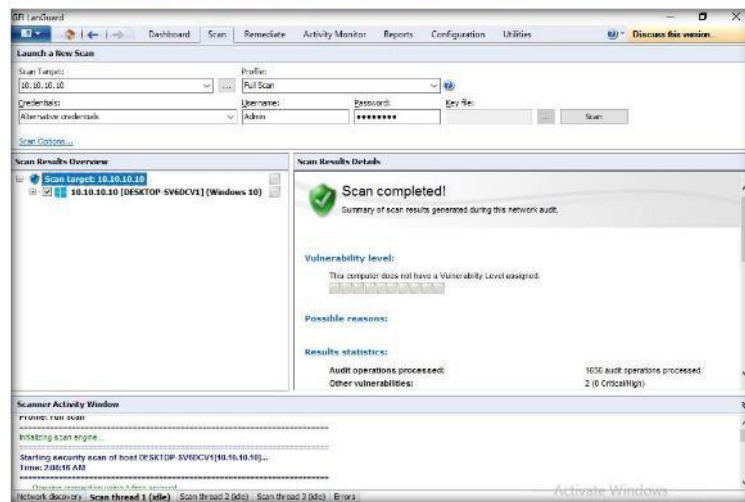 GFI LanGuard
Dashboard Scan Remediate Activity Monitor Reports Configuration Utilities Discuss this version...
Launch a New Scan
Scan Target: Profile:
10.10.10.10 ... Full Scan
Credentials: Username: Password: Key file:
Alternative credentials Admin •••••••• ... Scan
Scan Options...
Scan Results Overview
Scan target: 10.10.10.10
10.10.10.10 [DESKTOP-SV6DCV1] (Windows 10)
Scan Results Details
Scan completed!
Summary of scan results generated during this network audit.
Vulnerability level:
This computer does not have a Vulnerability Level assigned.
Possible reasons:
Results statistics:
Audit operations processed: 1656 audit operations processed
Other vulnerabilities: 2 (0 Critical/High)
Scanner Activity Window
Profile: Full Scan
Initializing scan engine...
Starting security scan of host DESKTOP-SV6DCV1[10.10.10.10]...
Time: 2:08:16 AM
Opening connection using Admin account
Network discovery Scan thread 1 (idle) Scan thread 2 (idle) Scan thread 3 (idle) Errors
Activate Windows